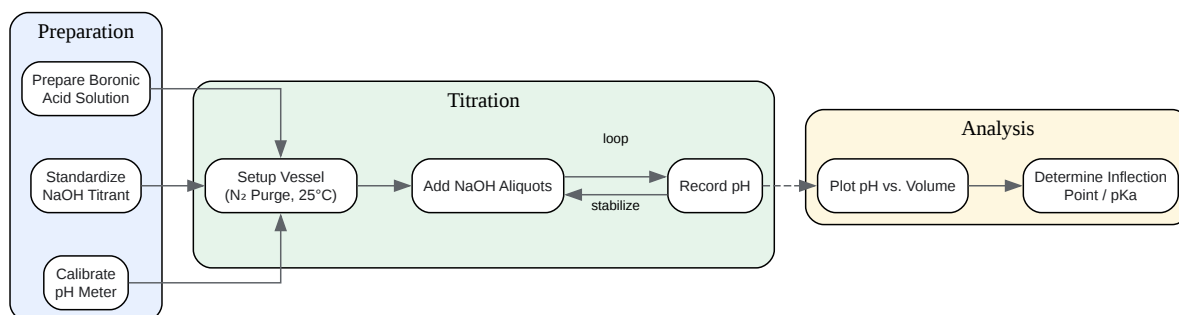 Preparation
Prepare Boronic
Acid Solution
Standardize
NaOH Titrant
Calibrate
pH Meter
Titration
Setup Vessel
(N₂ Purge, 25°C)
Add NaOH Aliquots
loop
stabilize
Record pH
Analysis
Plot pH vs. Volume
Determine Inflection
Point / pKa